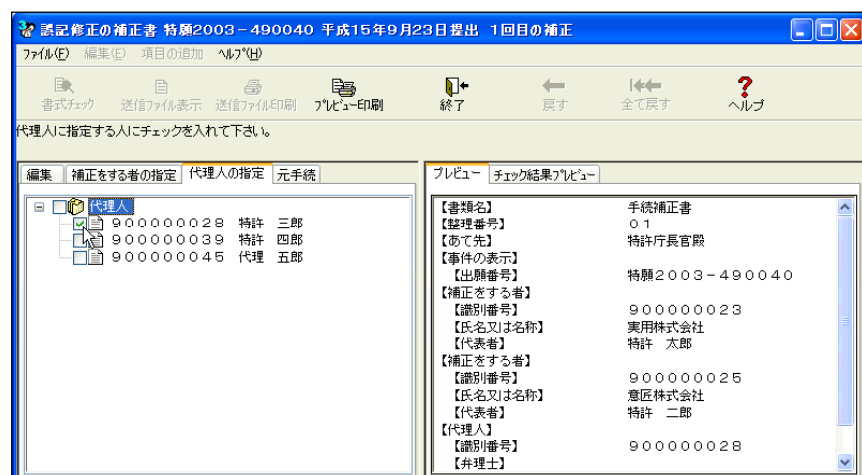 誤記修正の補正書 特願2003-490040 平成15年9月23日提出 1回目の補正
ファイル(F) 編集(E) 項目の追加 ヘルプ(H)
書式チェック 送信ファイル表示 送信ファイル印刷 プレビュー印刷 終了 戻す 全て戻す ヘルプ
代理人に指定する人にチェックを入れて下さい。
編集 補正をする者の指定 代理人の指定 元手続
代理人
900000028 特許 三郎
900000039 特許 四郎
900000045 代理 五郎
プレビュー チェック結果プレビュー
【書類名】 手続補正書
【整理番号】 01
【あて先】 特許庁長官殿
【事件の表示】
【出願番号】 特願2003-490040
【補正をする者】
【識別番号】 900000023
【氏名又は名称】 実用株式会社
【代表者】 特許 太郎
【補正をする者】
【識別番号】 900000025
【氏名又は名称】 意匠株式会社
【代表者】 特許 二郎
【代理人】
【識別番号】 900000028
【弁理士】